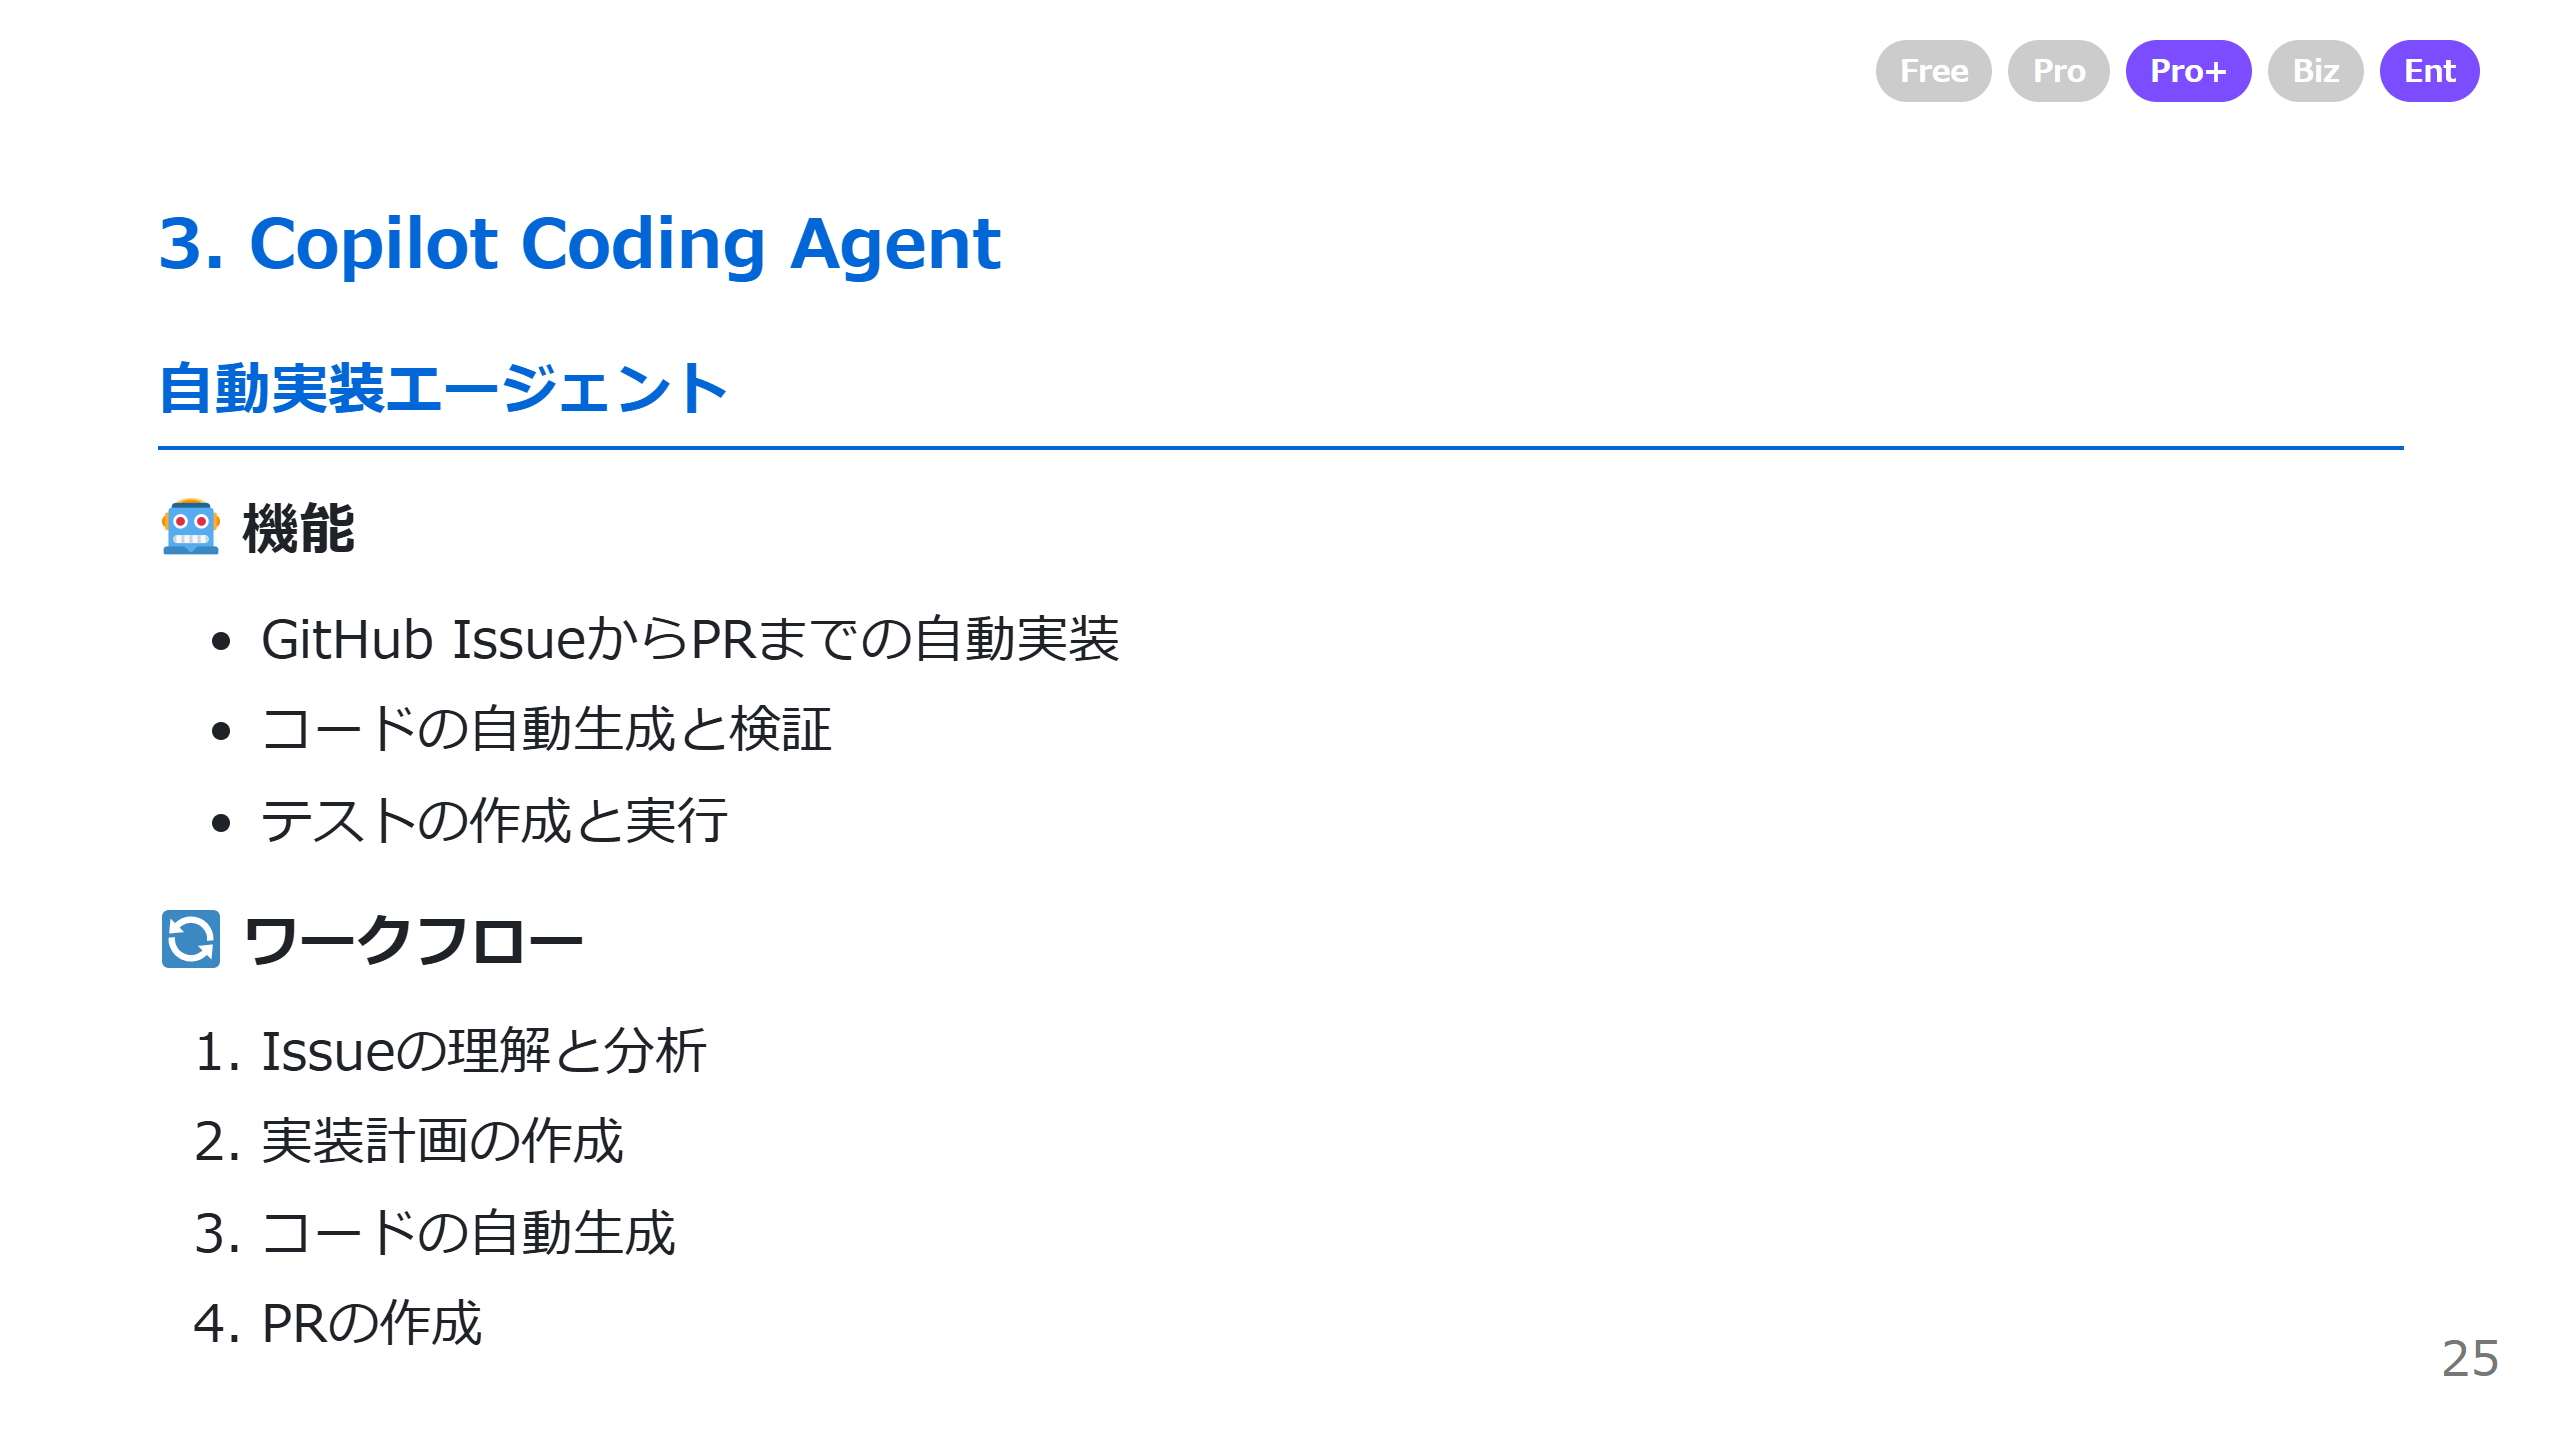 Free Pro Pro+ Biz Ent
3. Copilot Coding Agent
自動実装エージェント
🤖 機能
• GitHub IssueからPRまでの自動実装
• コードの自動生成と検証
• テストの作成と実行
🔄 ワークフロー
1. Issueの理解と分析
2. 実装計画の作成
3. コードの自動生成
4. PRの作成
25